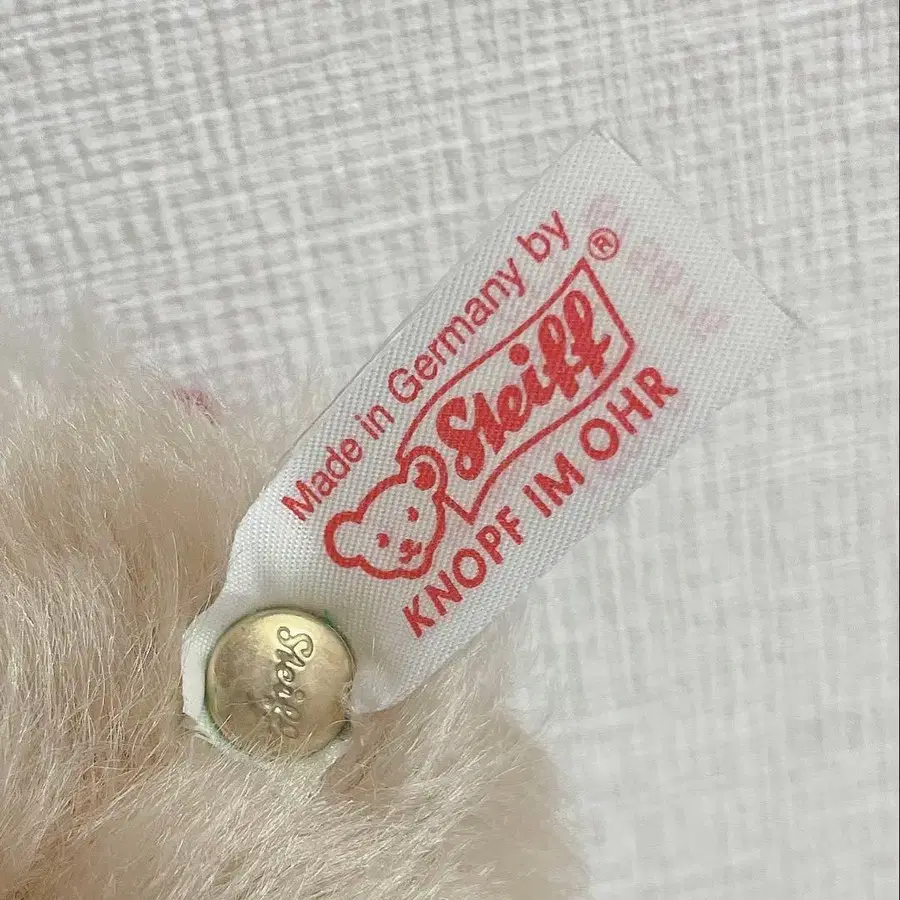 Made in Germany by
Steiff®
KNOPF IM OHR
Steiff